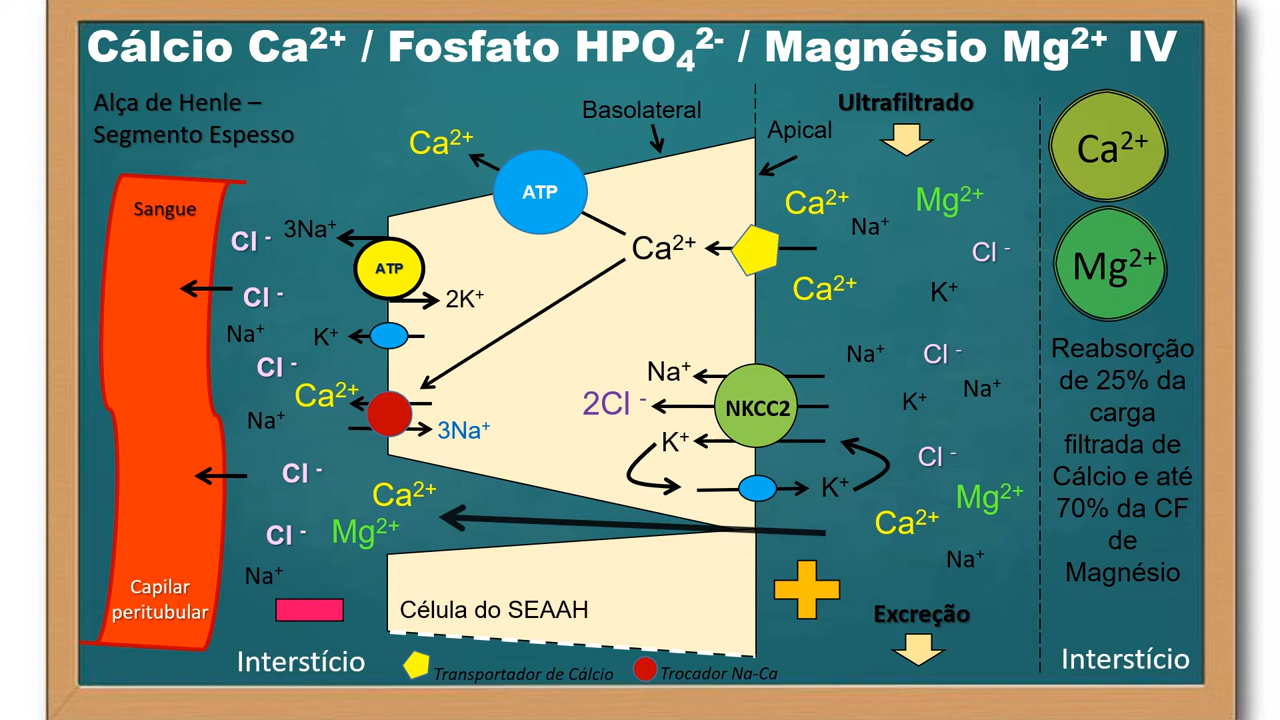 Cálcio Ca²⁺ / Fosfato HPO₄²⁻ / Magnésio Mg²⁺ IV
Alça de Henle –
Segmento Espesso
Sangue
Capilar
peritubular
Cl⁻
3Na⁺
Cl⁻
Na⁺
K⁺
Cl⁻
Ca²⁺
Na⁺
Cl⁻
Ca²⁺
Cl⁻
Mg²⁺
Na⁺
Interstício
Ca²⁺
ATP
ATP
2K⁺
3Na⁺
Basolateral
Apical
Ca²⁺
Na⁺
2Cl⁻
K⁺
NKCC2
K⁺
Célula do SEAAH
Transportador de Cálcio
Trocador Na-Ca
Ultrafiltrado
Ca²⁺
Mg²⁺
Na⁺
Cl⁻
Ca²⁺
K⁺
Na⁺
Cl⁻
Na⁺
K⁺
Cl⁻
Mg²⁺
Ca²⁺
Na⁺
Excreção
Ca²⁺
Mg²⁺
Reabsorção
de 25% da
carga
filtrada de
Cálcio e até
70% da CF
de
Magnésio
Interstício